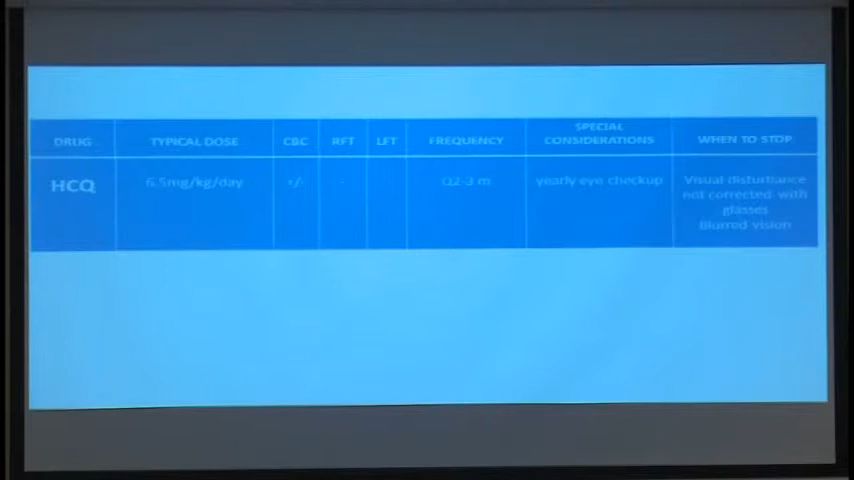 DRUG TYPICAL DOSE CBC RFT LFT FREQUENCY SPECIAL CONSIDERATIONS WHEN TO STOP
HCQ 6.5mg/kg/day +/- - Q2-3 m yearly eye checkup Visual disturbance
not corrected with
glasses
Blurred vision